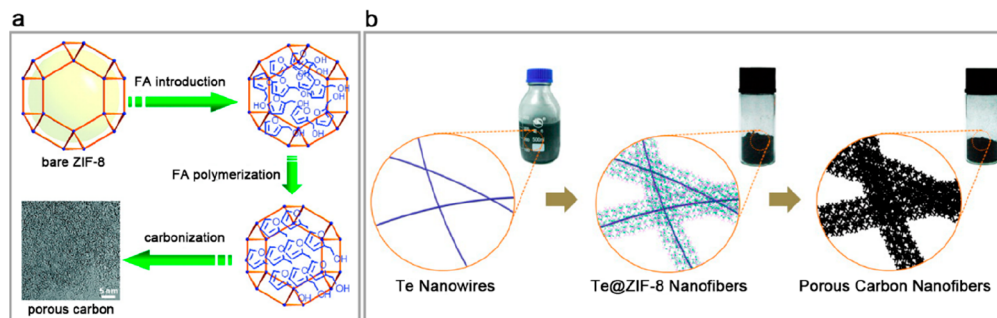 a
FA introduction
bare ZIF-8
FA polymerization
carbonization
5 nm
porous carbon
b
Te Nanowires
Te@ZIF-8 Nanofibers
Porous Carbon Nanofibers